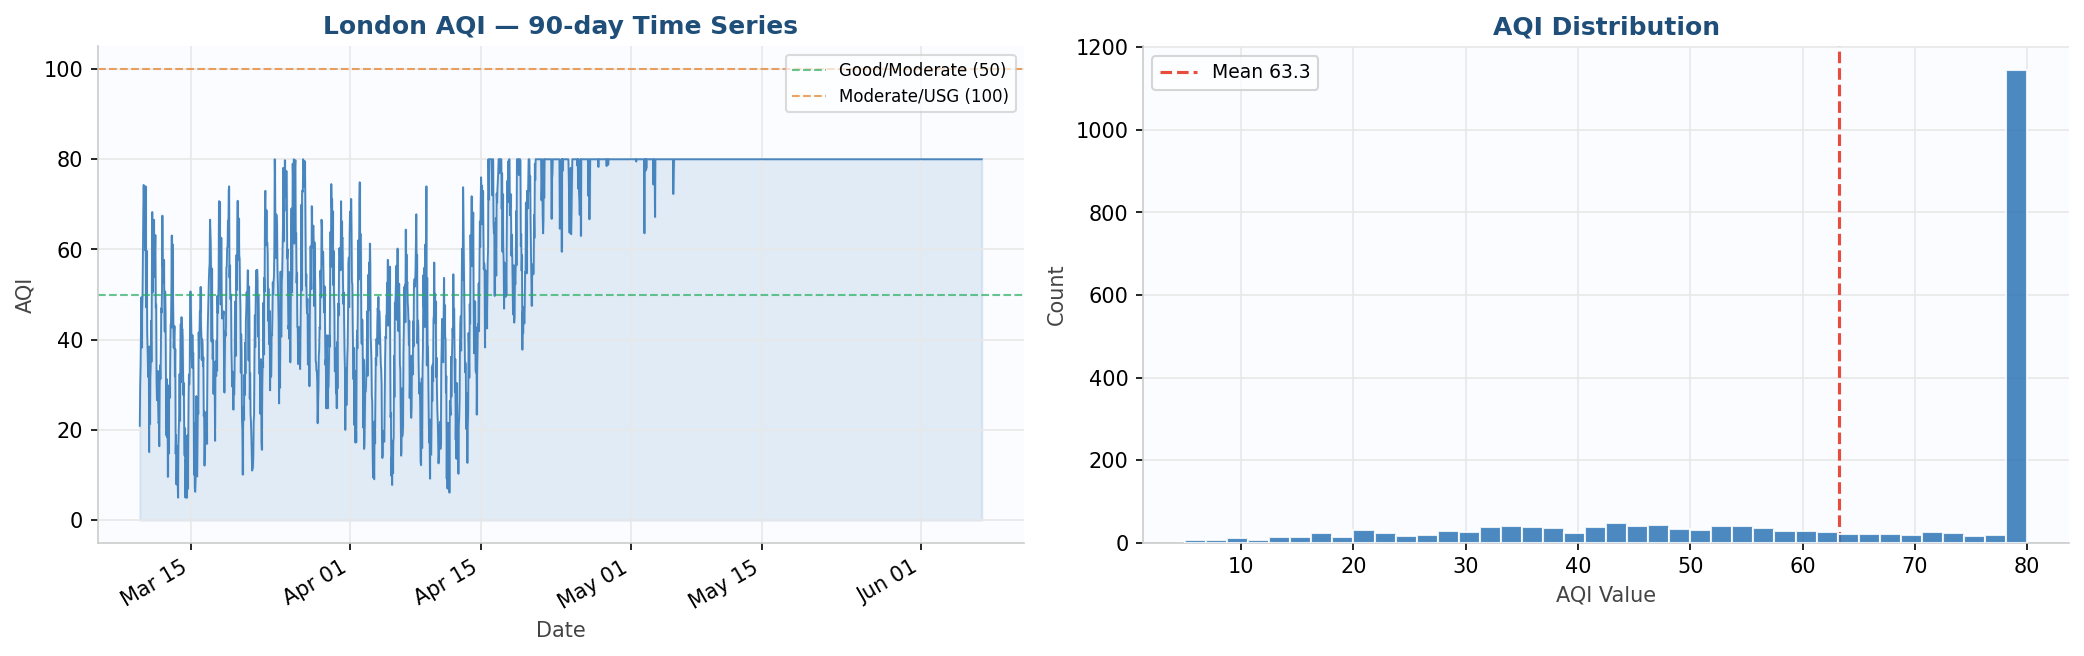 London AQI — 90-day Time Series
Good/Moderate (50)
Moderate/USG (100)
AQI
100
80
60
40
20
0
Mar 15
Apr 01
Apr 15
May 01
May 15
Jun 01
Date
AQI Distribution
Mean 63.3
Count
1200
1000
800
600
400
200
0
10
20
30
40
50
60
70
80
AQI Value